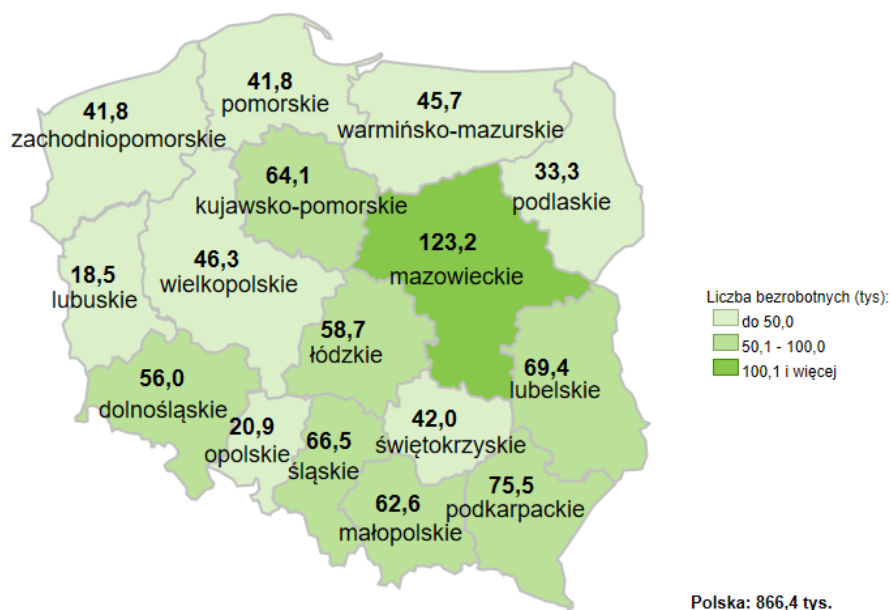 41,8
pomorskie
45,7
warmińsko-mazurskie
41,8
zachodniopomorskie
64,1
kujawsko-pomorskie
33,3
podlaskie
123,2
mazowieckie
18,5
lubuskie
46,3
wielkopolskie
58,7
łódzkie
69,4
lubelskie
56,0
dolnośląskie
20,9
opolskie
66,5
śląskie
42,0
świętokrzyskie
62,6
małopolskie
75,5
podkarpackie
Liczba bezrobotnych (tys):
do 50,0
50,1 - 100,0
100,1 i więcej
Polska: 866,4 tys.